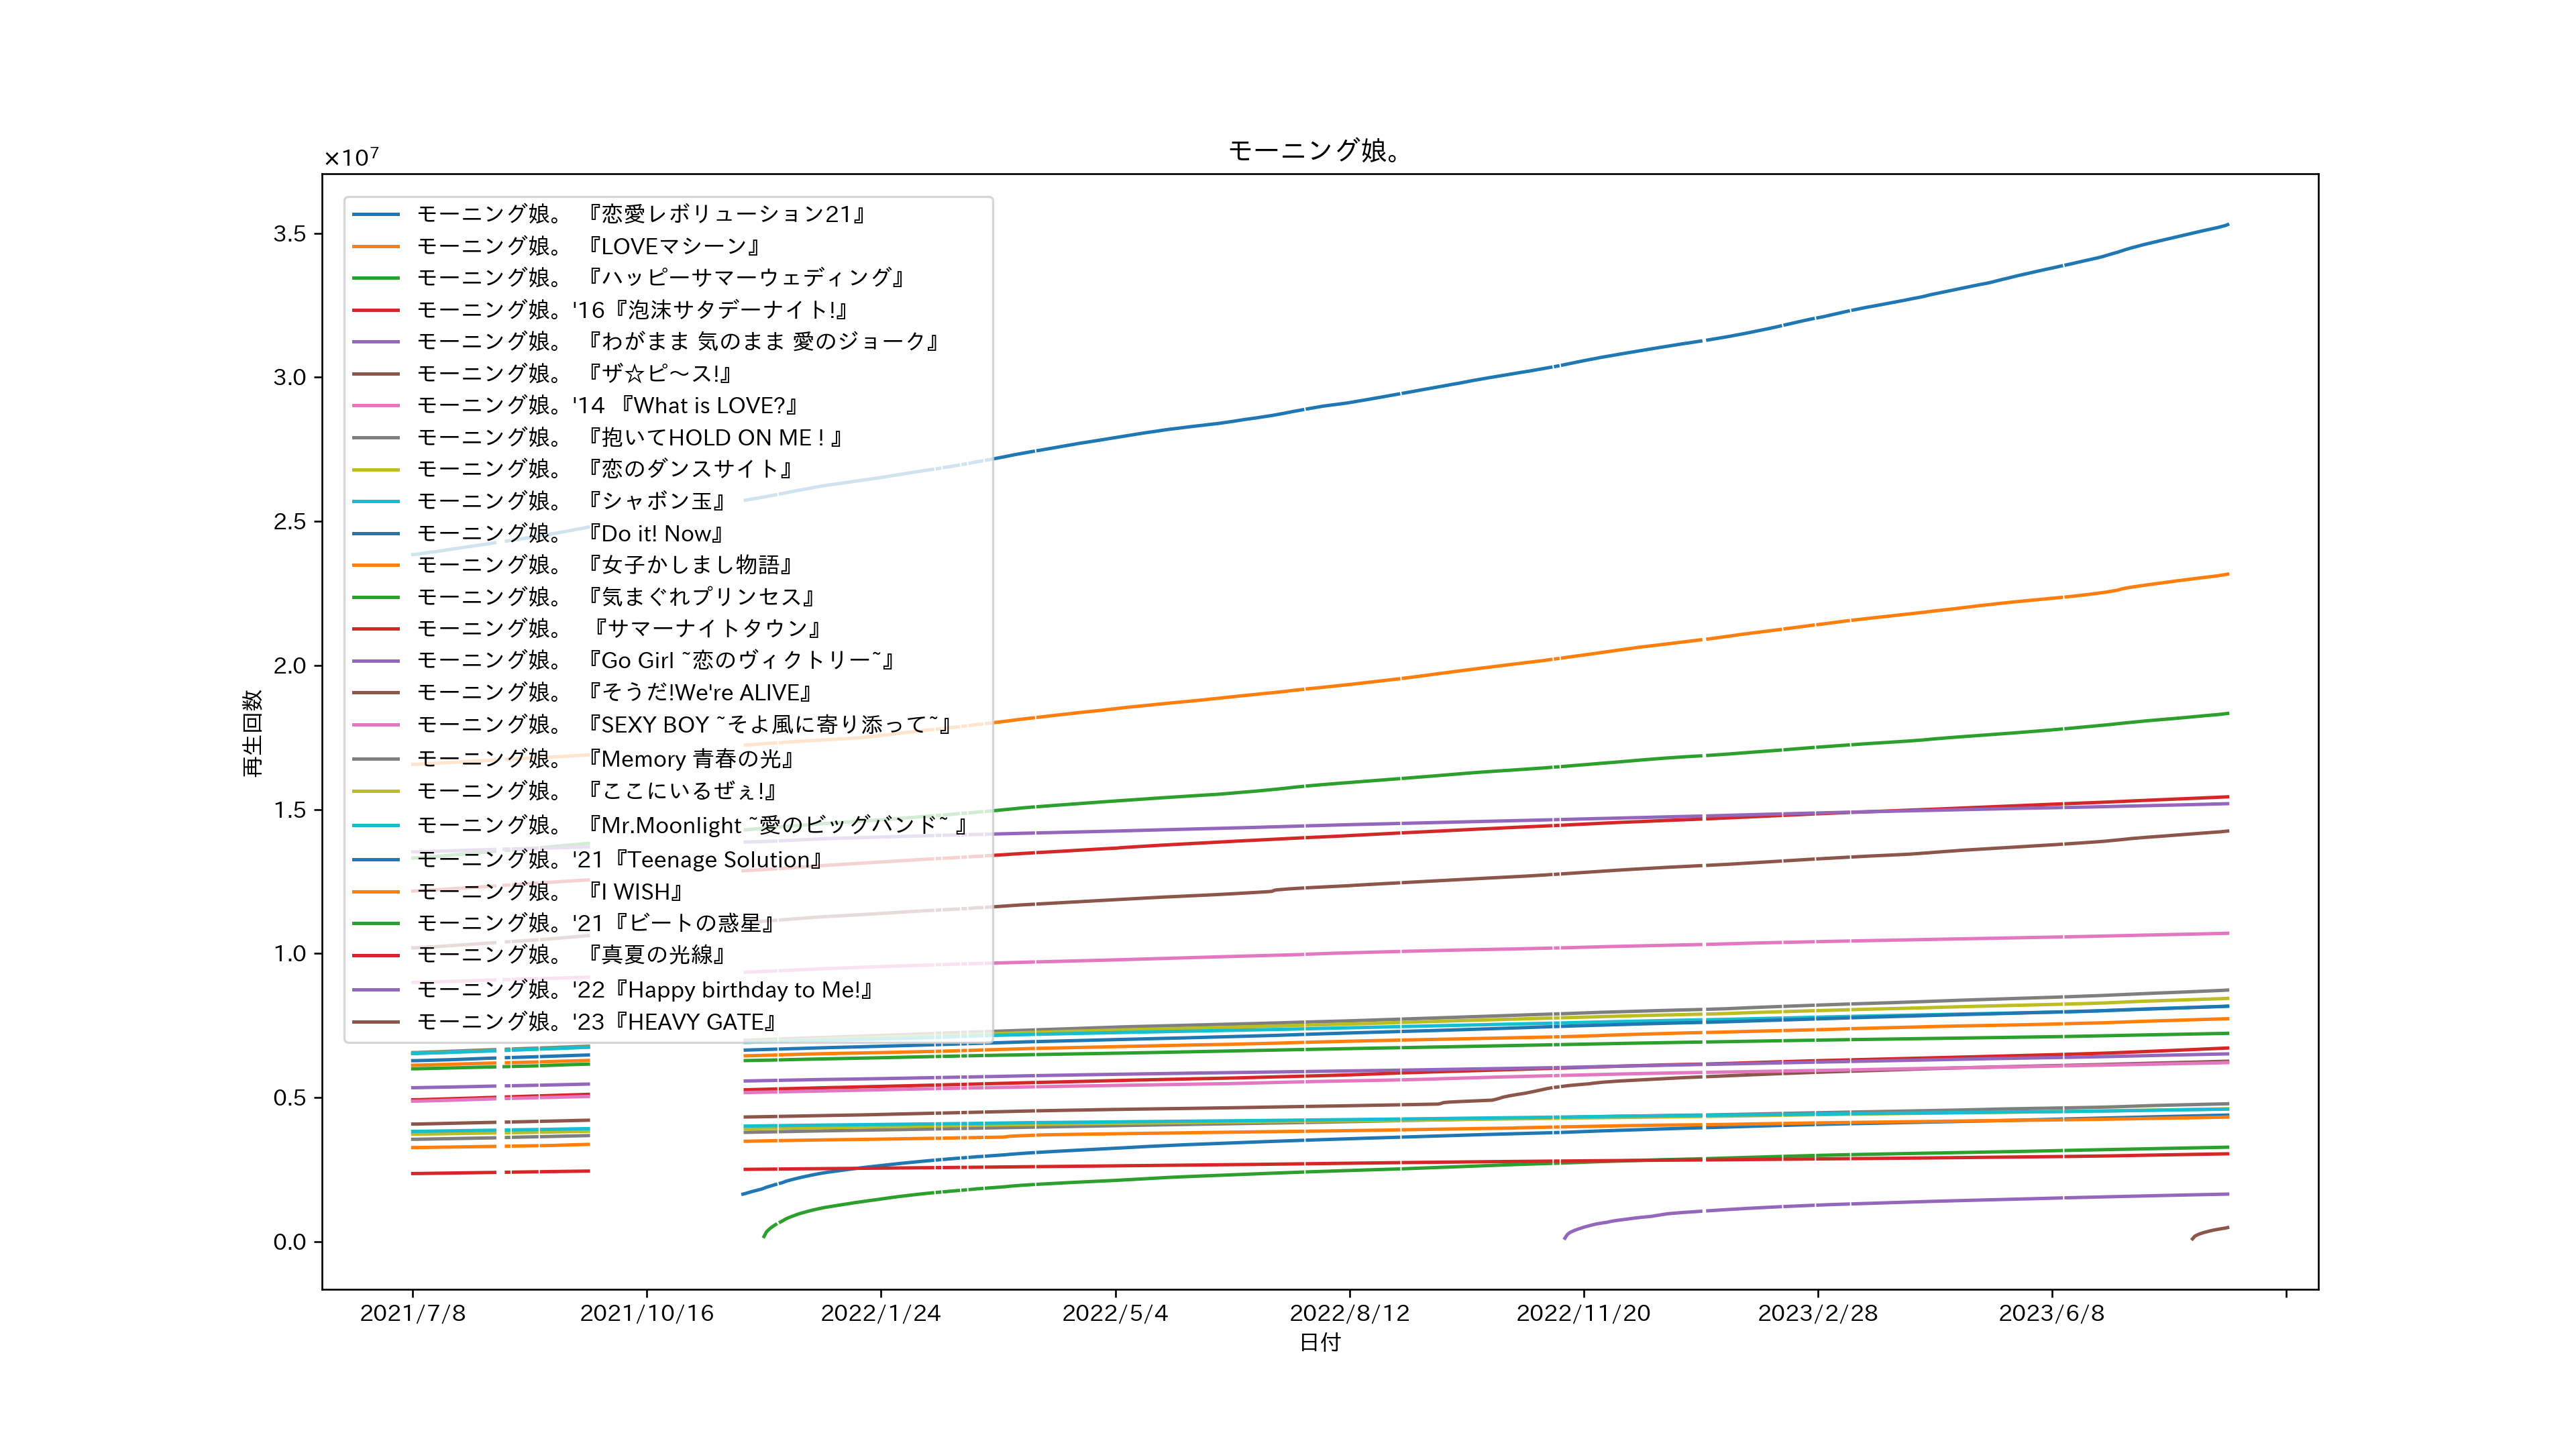 モーニング娘。
×10⁷
モーニング娘。 『恋愛レボリューション21』
モーニング娘。 『LOVEマシーン』
モーニング娘。 『ハッピーサマーウェディング』
モーニング娘。'16『泡沫サタデーナイト!』
モーニング娘。 『わがまま 気のまま 愛のジョーク』
モーニング娘。 『ザ☆ピ〜ス!』
モーニング娘。'14 『What is LOVE?』
モーニング娘。 『抱いてHOLD ON ME ! 』
モーニング娘。 『恋のダンスサイト』
モーニング娘。 『シャボン玉』
モーニング娘。 『Do it! Now』
モーニング娘。 『女子かしまし物語』
モーニング娘。 『気まぐれプリンセス』
モーニング娘。 『サマーナイトタウン』
モーニング娘。 『Go Girl ~恋のヴィクトリー~』
モーニング娘。 『そうだ!We're ALIVE』
モーニング娘。 『SEXY BOY ~そよ風に寄り添って~』
モーニング娘。 『Memory 青春の光』
モーニング娘。 『ここにいるぜぇ!』
モーニング娘。 『Mr.Moonlight ~愛のビッグバンド~ 』
モーニング娘。'21『Teenage Solution』
モーニング娘。 『I WISH』
モーニング娘。'21『ビートの惑星』
モーニング娘。 『真夏の光線』
モーニング娘。'22『Happy birthday to Me!』
モーニング娘。'23『HEAVY GATE』
3.5
3.0
2.5
2.0
1.5
1.0
0.5
0.0
再生回数
2021/7/8
2021/10/16
2022/1/24
2022/5/4
2022/8/12
2022/11/20
2023/2/28
2023/6/8
日付